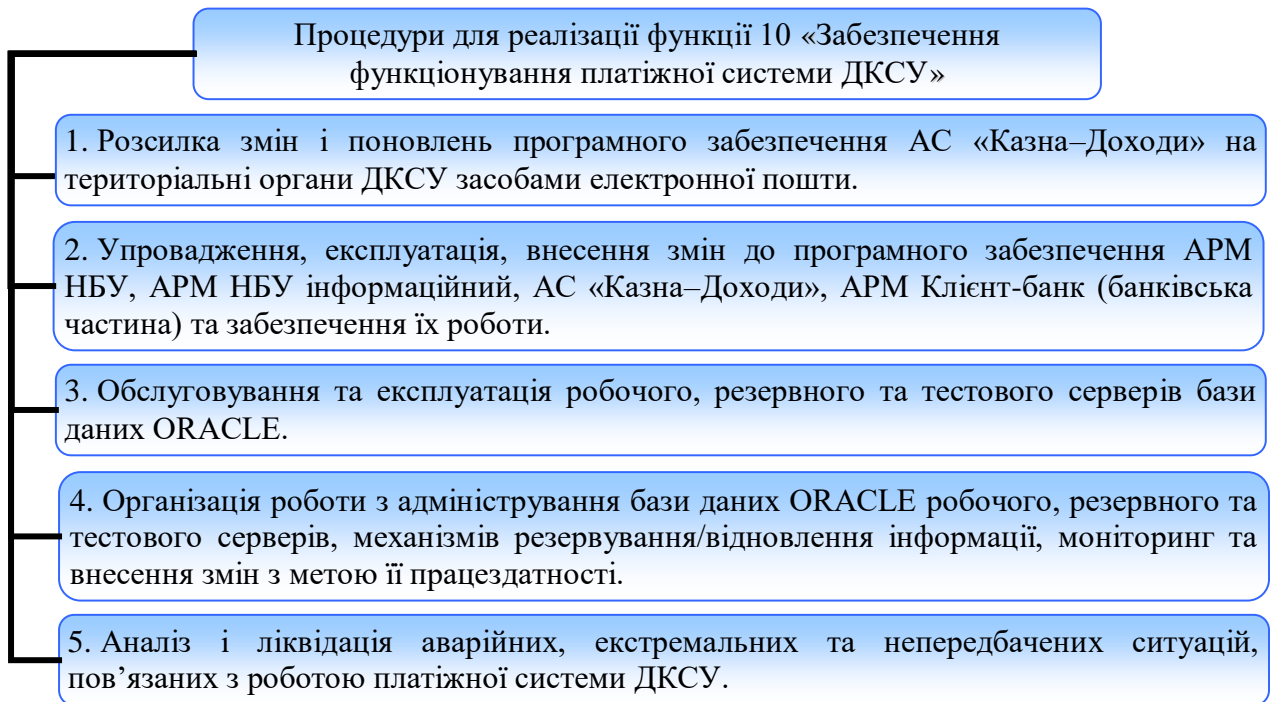 Процедури для реалізації функції 10 «Забезпечення
функціонування платіжної системи ДКСУ»
1. Розсилка змін і поновлень програмного забезпечення АС «Казна–Доходи» на
територіальні органи ДКСУ засобами електронної пошти.
2. Упровадження, експлуатація, внесення змін до програмного забезпечення АРМ
НБУ, АРМ НБУ інформаційний, АС «Казна–Доходи», АРМ Клієнт-банк (банківська
частина) та забезпечення їх роботи.
3. Обслуговування та експлуатація робочого, резервного та тестового серверів бази
даних ORACLE.
4. Організація роботи з адміністрування бази даних ORACLE робочого, резервного та
тестового серверів, механізмів резервування/відновлення інформації, моніторинг та
внесення змін з метою її працездатності.
5. Аналіз і ліквідація аварійних, екстремальних та непередбачених ситуацій,
пов’язаних з роботою платіжної системи ДКСУ.